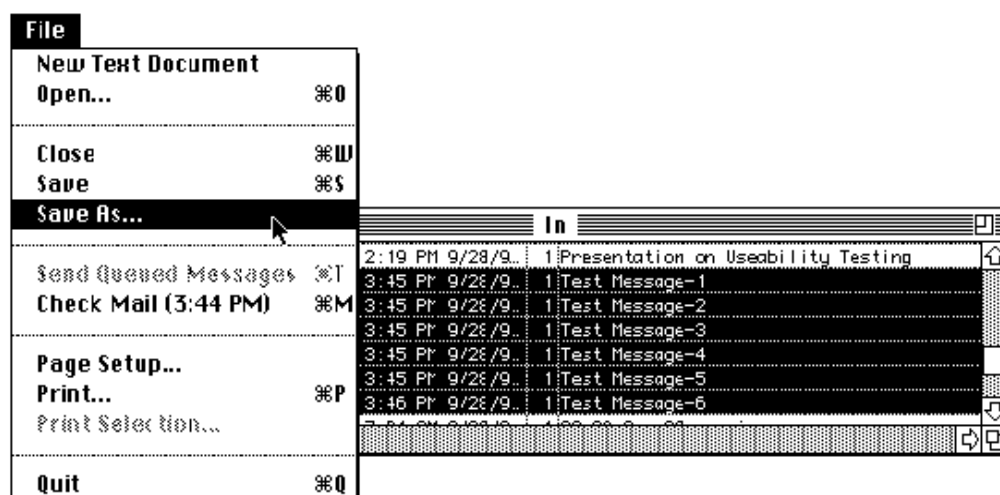 File
New Text Document
Open... ⌘O
Close ⌘W
Save ⌘S
Save As...
Send Queued Messages ⌘T
Check Mail (3:44 PM) ⌘M
Page Setup...
Print... ⌘P
Print Selection...
Quit ⌘Q
In
2:19 PM 9/28/9.. 1 Presentation on Useability Testing
3:45 PM 9/28/9.. 1 Test Message-1
3:45 PM 9/28/9.. 1 Test Message-2
3:45 PM 9/28/9.. 1 Test Message-3
3:45 PM 9/28/9.. 1 Test Message-4
3:45 PM 9/28/9.. 1 Test Message-5
3:46 PM 9/28/9.. 1 Test Message-6